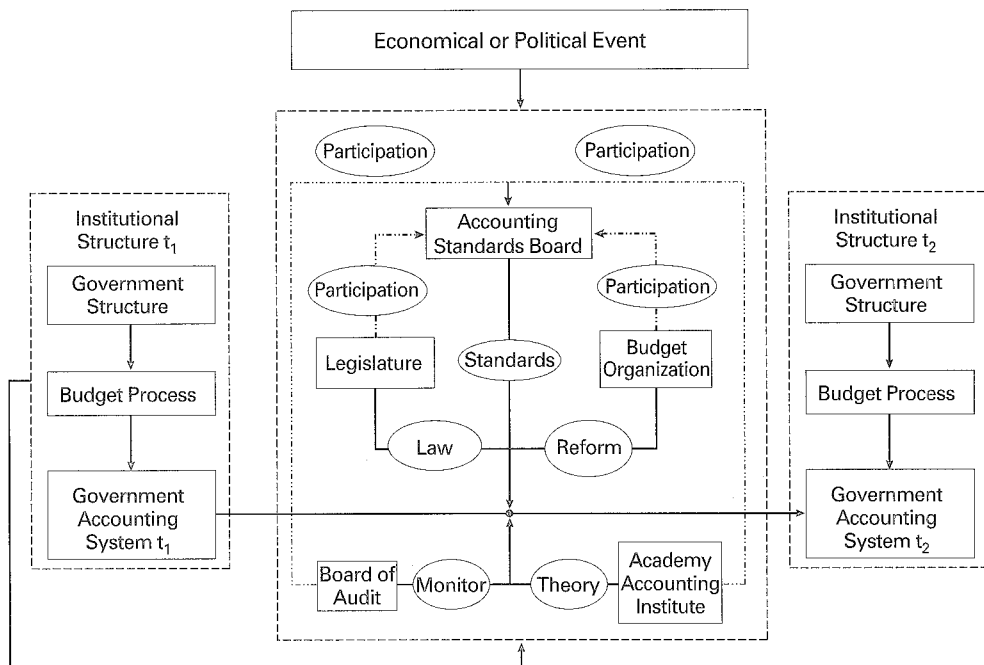 Economical or Political Event
Participation
Participation
Institutional
Structure t₁
Government
Structure
Budget Process
Government
Accounting
System t₁
Accounting
Standards Board
Participation
Participation
Legislature
Standards
Budget
Organization
Law
Reform
Board of
Audit
Monitor
Theory
Academy
Accounting
Institute
Institutional
Structure t₂
Government
Structure
Budget Process
Government
Accounting
System t₂